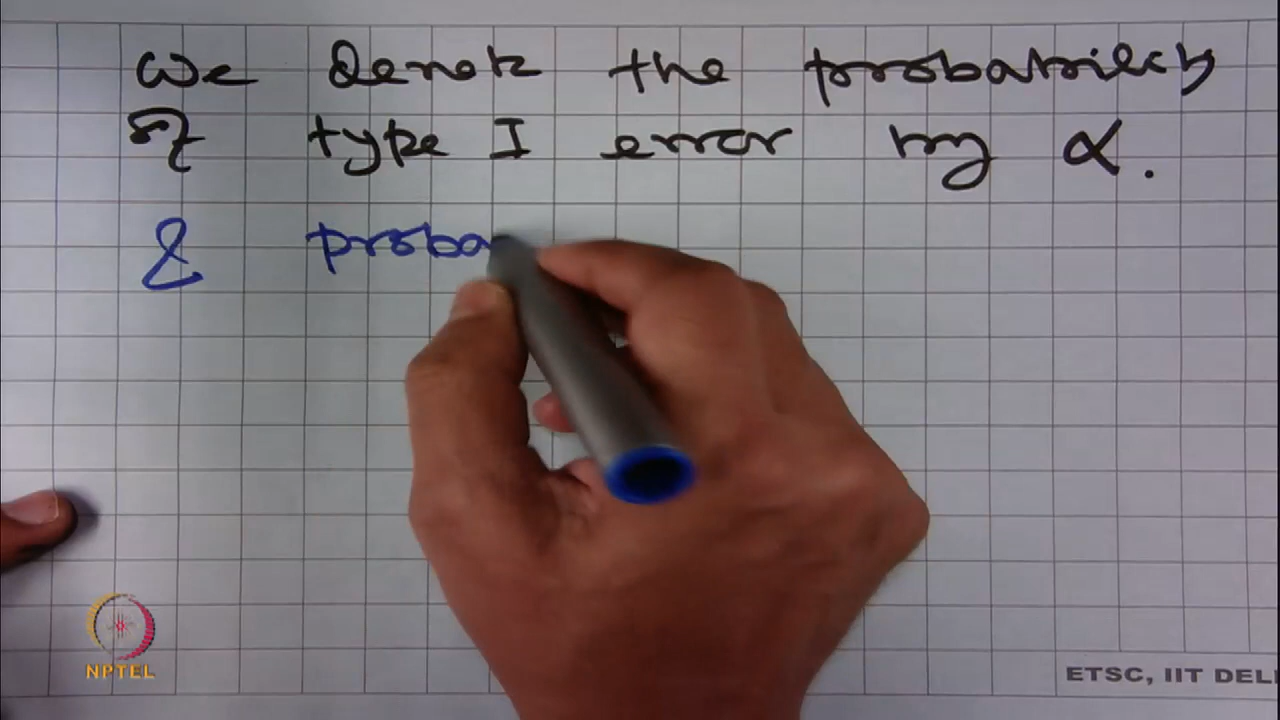 We denote the probability
of type I error by α.
& proba
NPTEL
ETSC, IIT DEL